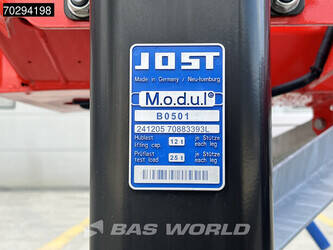 70294198
JOST
Made in Germany / Neu-Isenburg
M.o.d.u.l®
B0501
241205 70883393L
Hublast
lifting cap. 12 t je Stütze
each leg
Prüflast
test load 25 t je Stütze
each leg
BAS WORLD